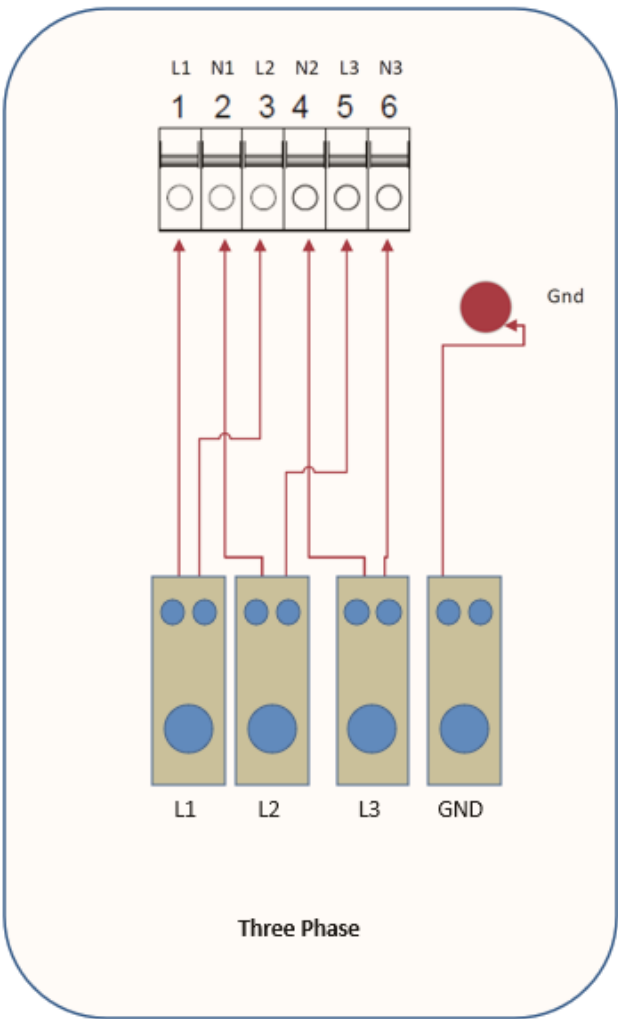 L1 N1 L2 N2 L3 N3
1 2 3 4 5 6
Gnd
L1 L2 L3 GND
Three Phase